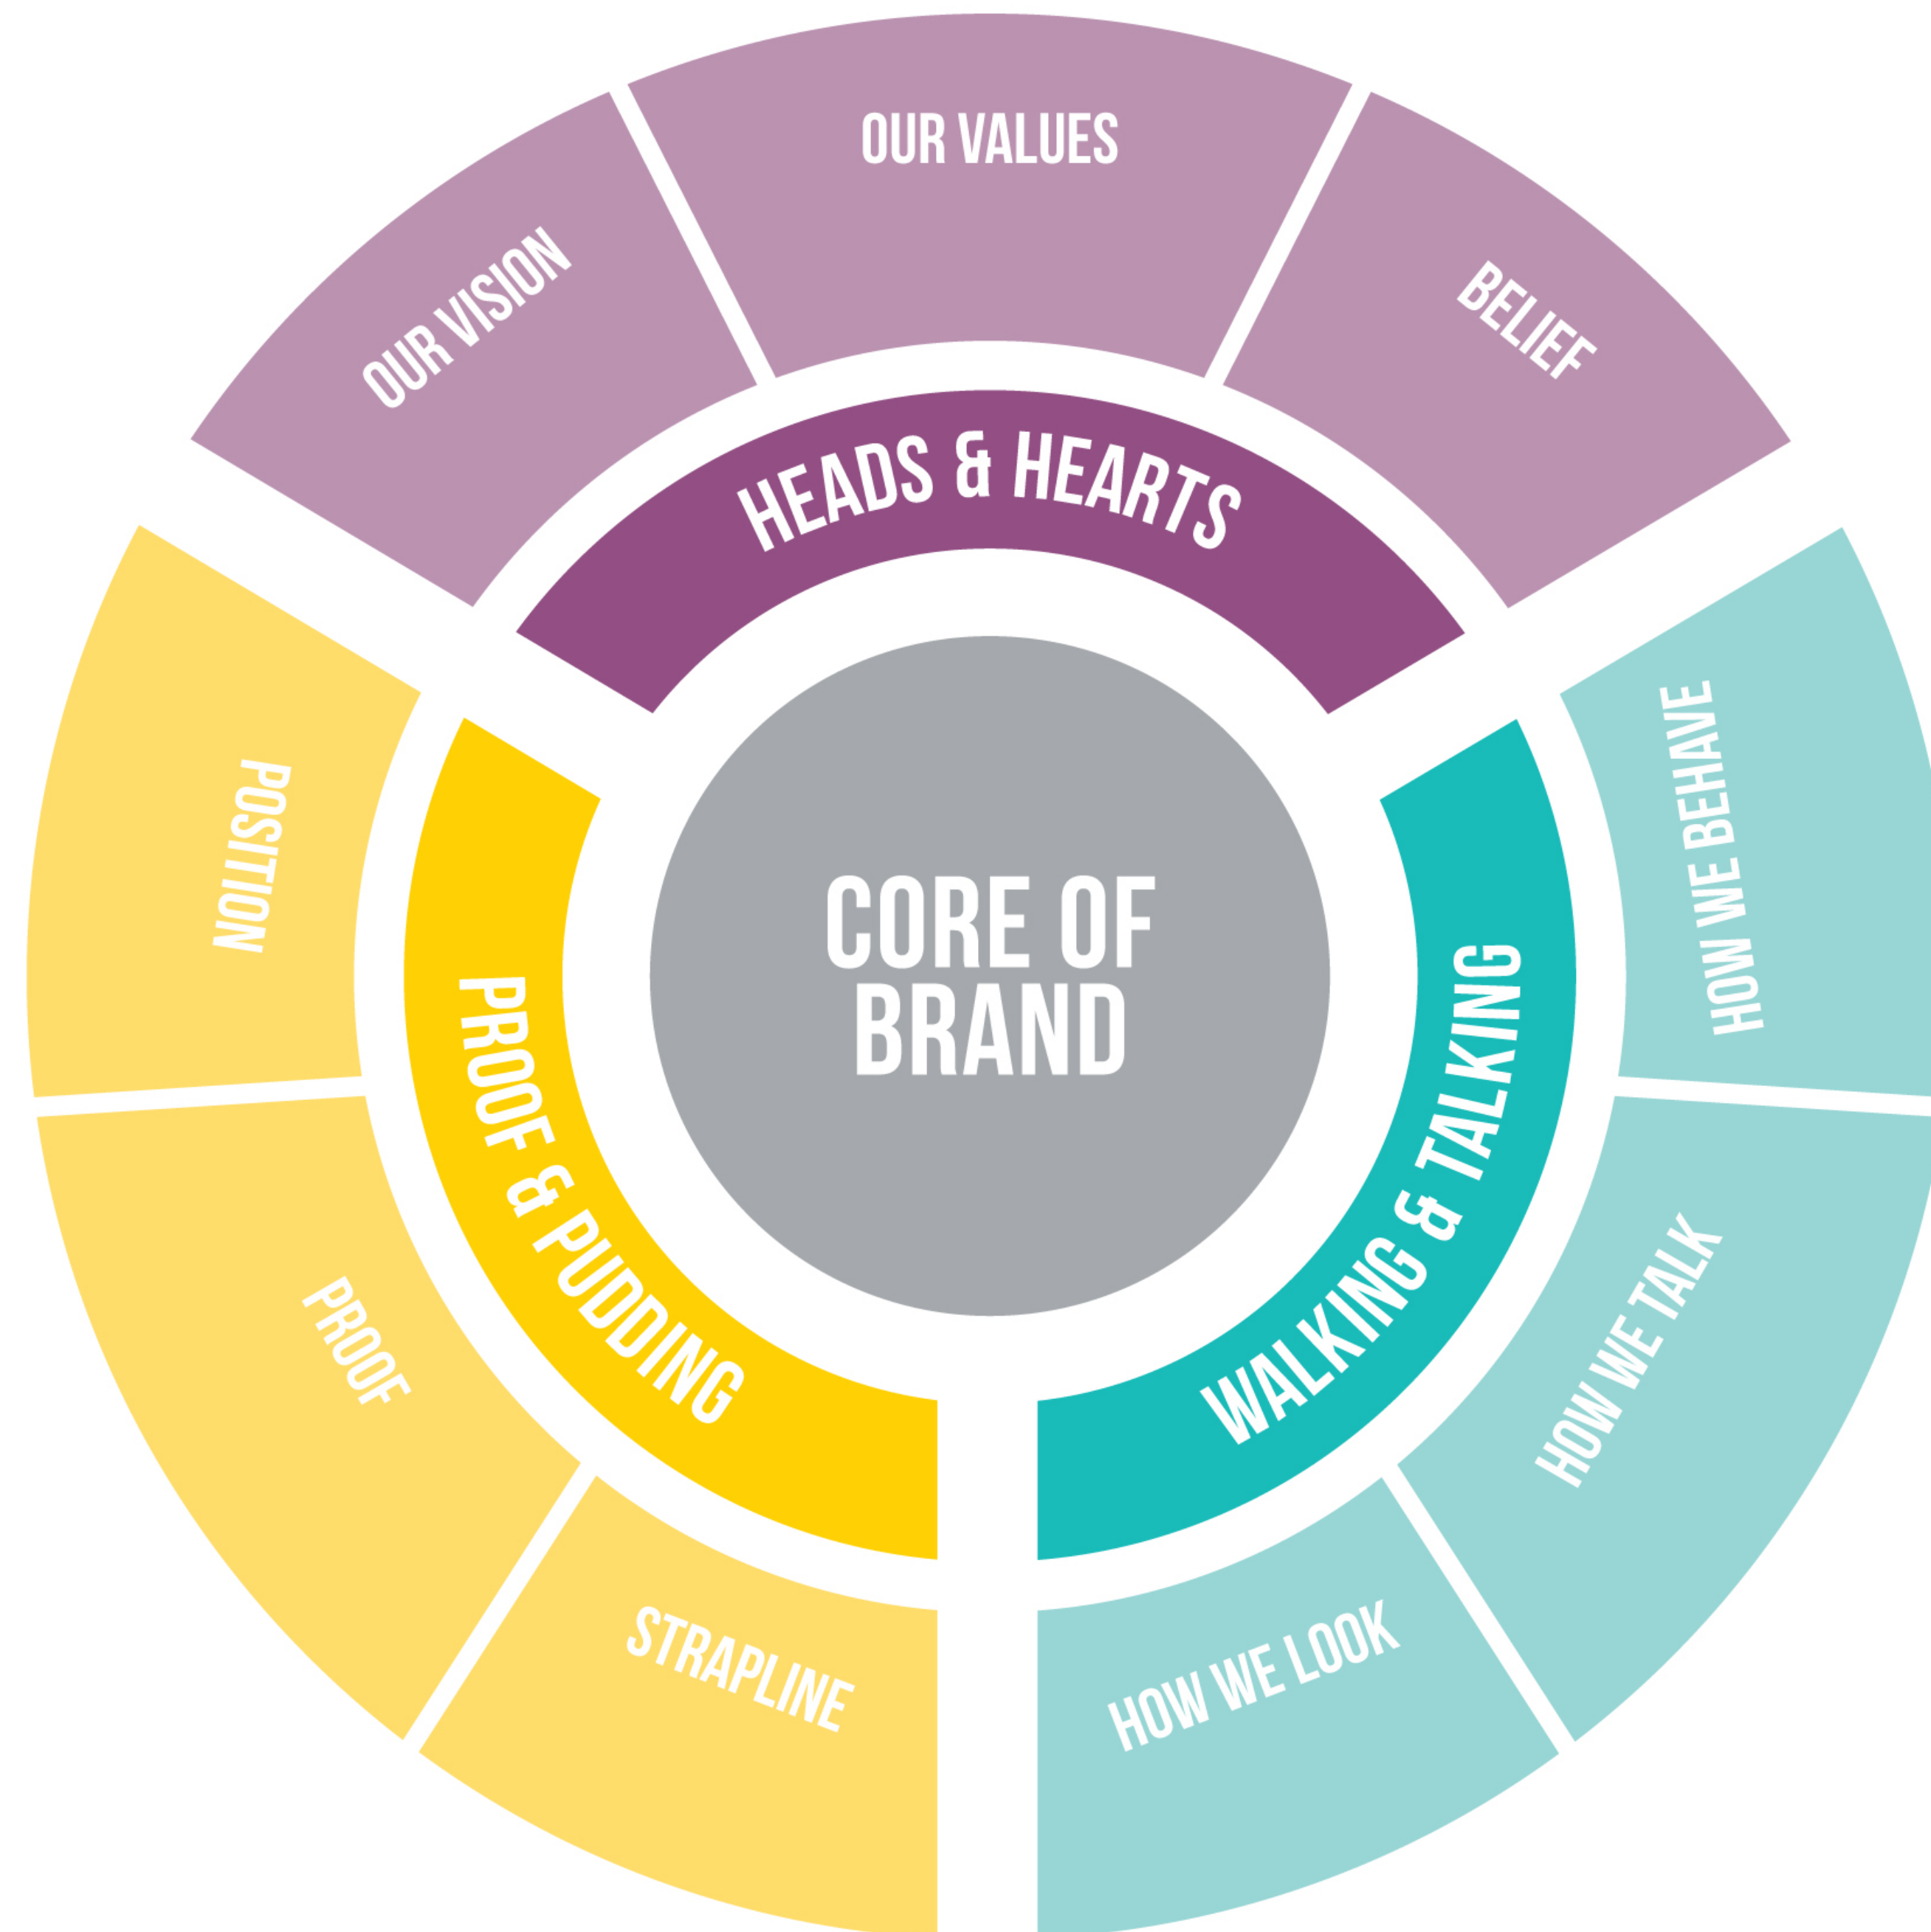 OUR VALUES
OUR VISION
BELIEF
HEADS & HEARTS
POSITION
HOW WE BEHAVE
CORE OF
BRAND
PROOF & PUDDING
WALKING & TALKING
PROOF
HOW WE TALK
STRAPLINE
HOW WE LOOK